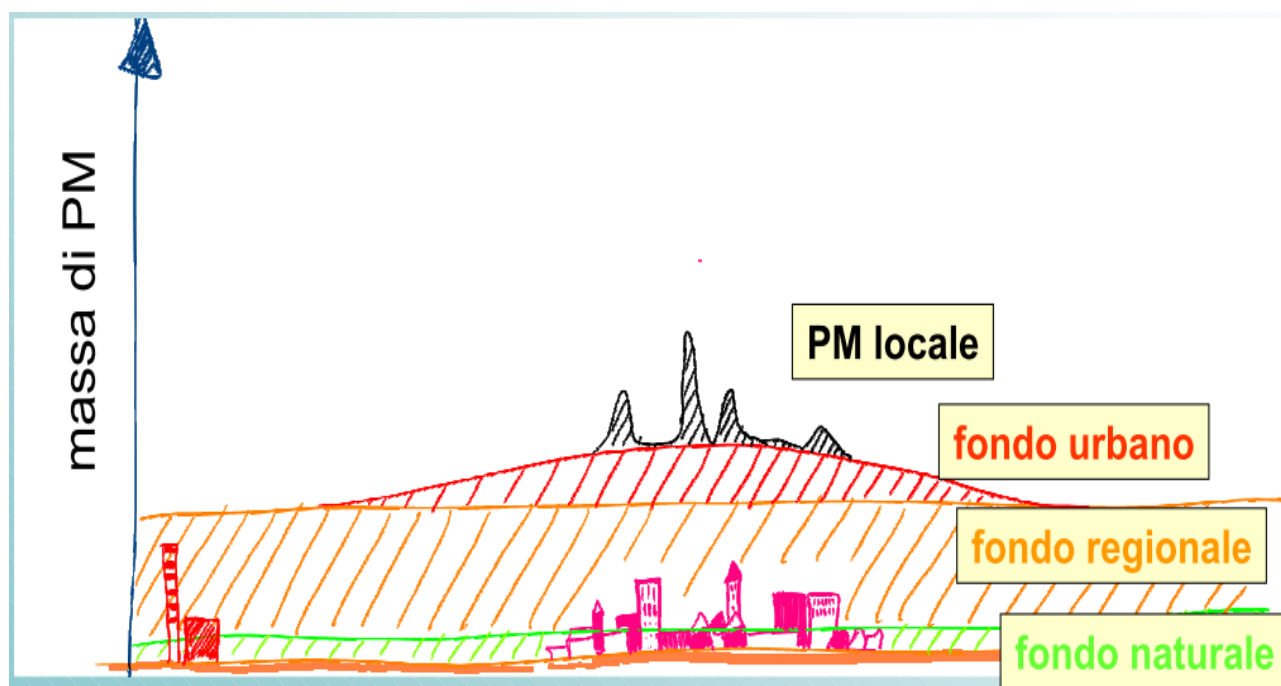 massa di PM
PM locale
fondo urbano
fondo regionale
fondo naturale